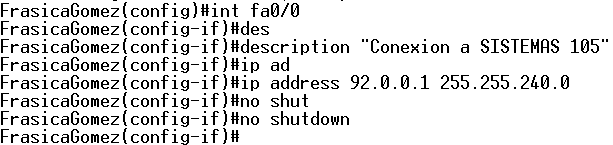 FrasicaGomez(config)#int fa0/0
FrasicaGomez(config-if)#des
FrasicaGomez(config-if)#description "Conexion a SISTEMAS 105"
FrasicaGomez(config-if)#ip ad
FrasicaGomez(config-if)#ip address 92.0.0.1 255.255.240.0
FrasicaGomez(config-if)#no shut
FrasicaGomez(config-if)#no shutdown
FrasicaGomez(config-if)#